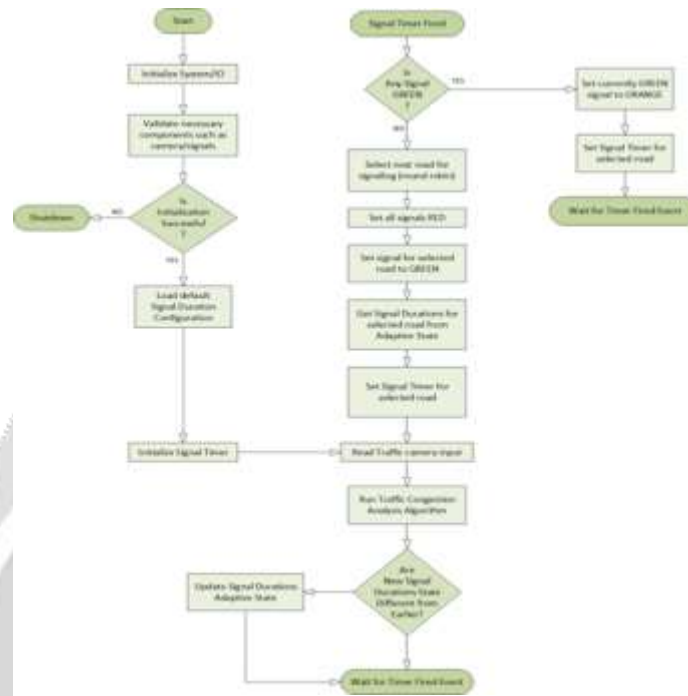 Start
Initialize System/IO
Validate necessary
components such as
camera/signals
Is
Initialization
Successful
?
NO
Shutdown
YES
Load default
Signal Duration
Configuration
Initialize Signal Timer
Signal Timer Fired
Is
Any Signal
GREEN
?
YES
NO
Set currently GREEN
signal to ORANGE
Set Signal Timer for
selected road
Wait for Timer Fired Event
Select next road for
signaling (round robin)
Set all signals RED
Set signal for selected
road to GREEN
Get Signal Durations for
selected road from
Adaptive State
Set Signal Timer for
selected road
Read Traffic camera input
Run Traffic Congestion
Analysis Algorithm
Are
New Signal
Durations State
Different from
Earlier?
Update Signal Durations
Adaptive State
Wait for Timer Fired Event